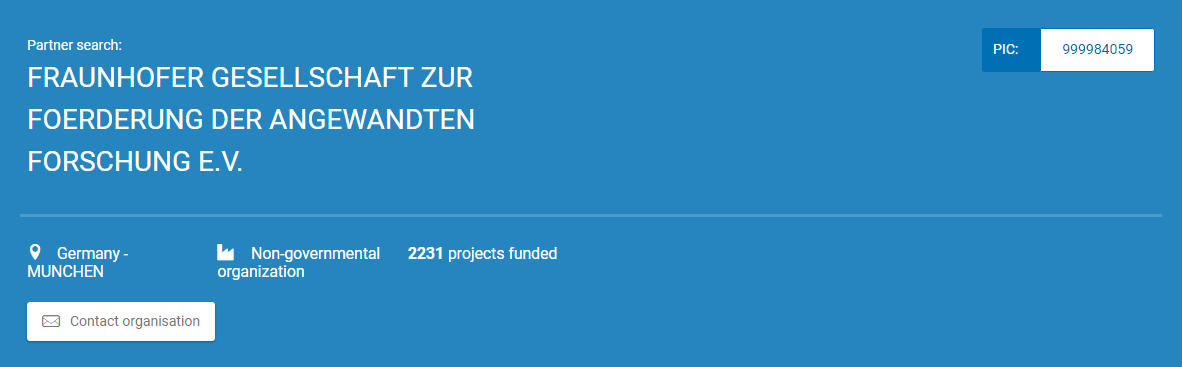 Partner search:
FRAUNHOFER GESELLSCHAFT ZUR
FOERDERUNG DER ANGEWANDTEN
FORSCHUNG E.V.
PIC: 999984059
Germany -
MUNCHEN
Non-governmental
organization
2231 projects funded
Contact organisation